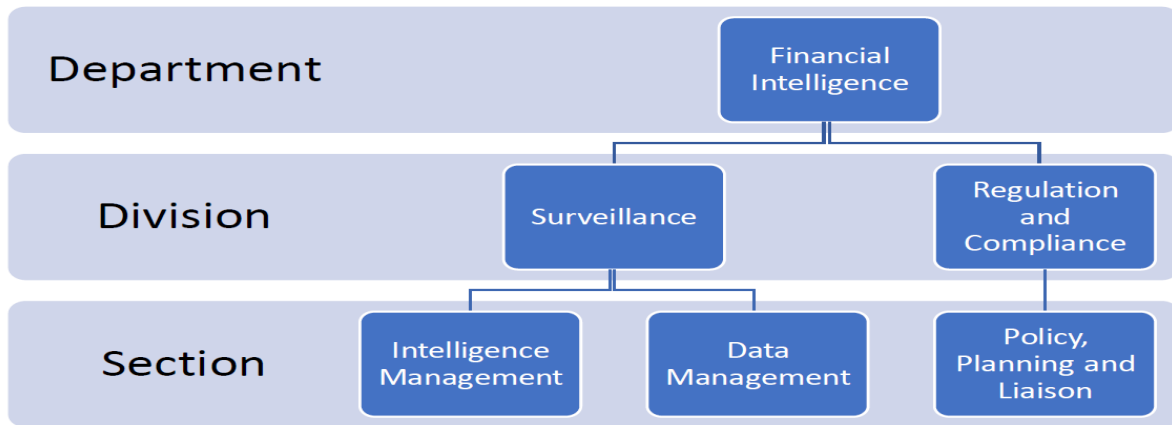 Department
Financial
Intelligence
Division
Surveillance
Regulation
and
Compliance
Section
Intelligence
Management
Data
Management
Policy,
Planning and
Liaison